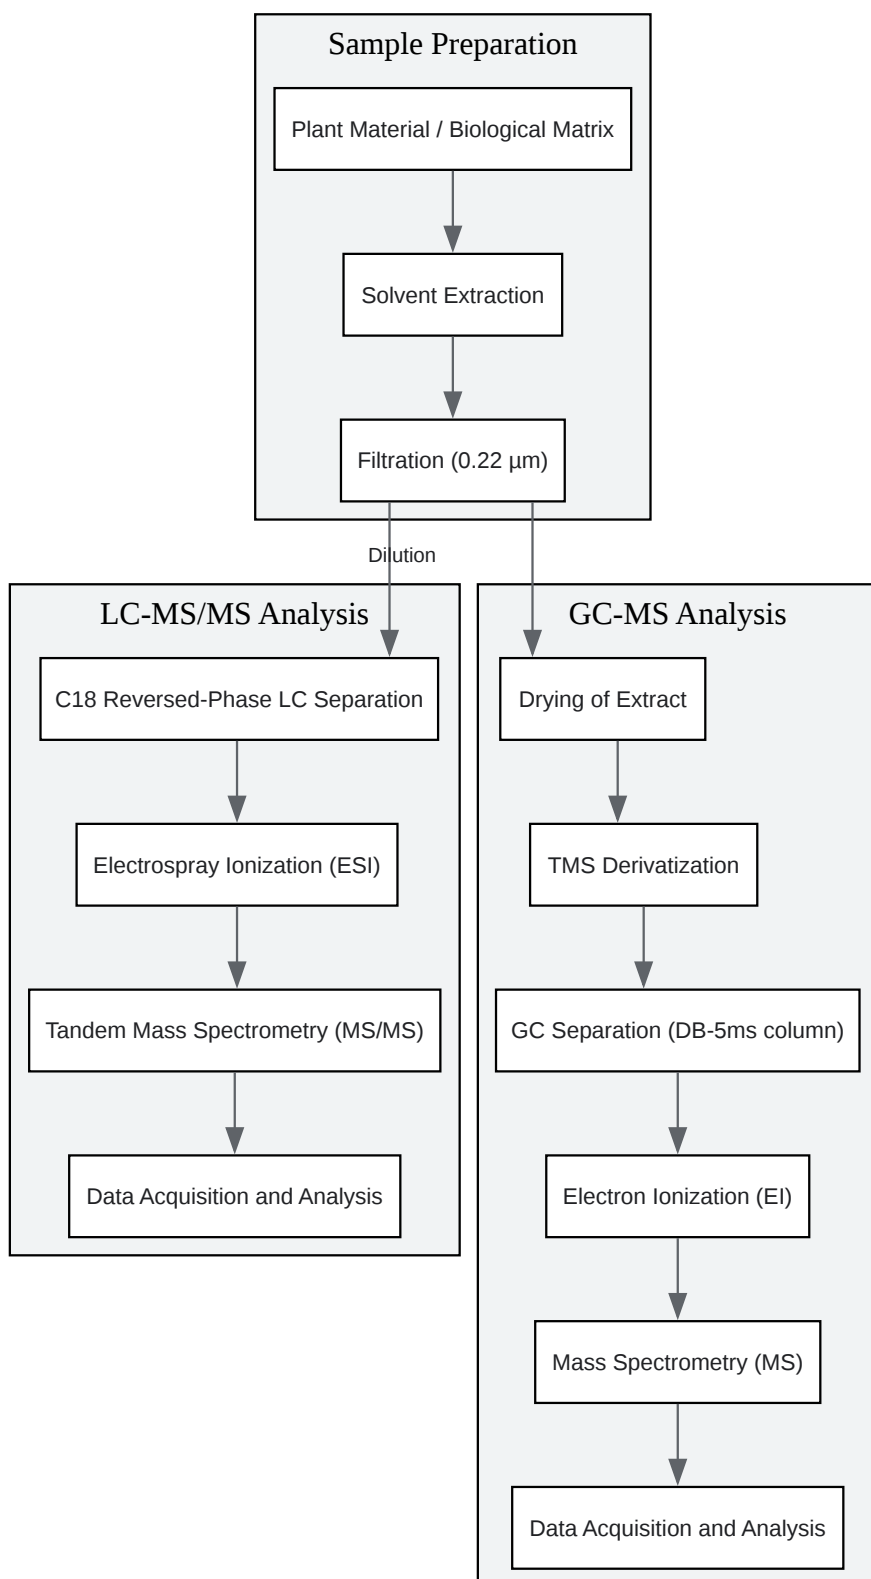 Sample Preparation
Plant Material / Biological Matrix
Solvent Extraction
Filtration (0.22 µm)
Dilution
LC-MS/MS Analysis
C18 Reversed-Phase LC Separation
Electrospray Ionization (ESI)
Tandem Mass Spectrometry (MS/MS)
Data Acquisition and Analysis
GC-MS Analysis
Drying of Extract
TMS Derivatization
GC Separation (DB-5ms column)
Electron Ionization (EI)
Mass Spectrometry (MS)
Data Acquisition and Analysis